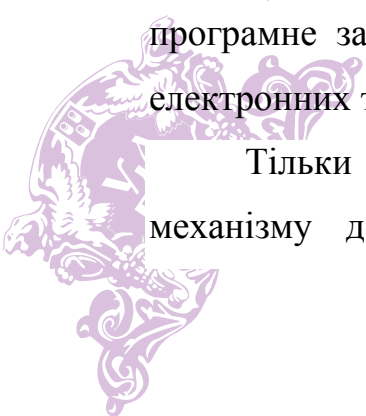 програмне за
електронних т
Тільки
механізму д